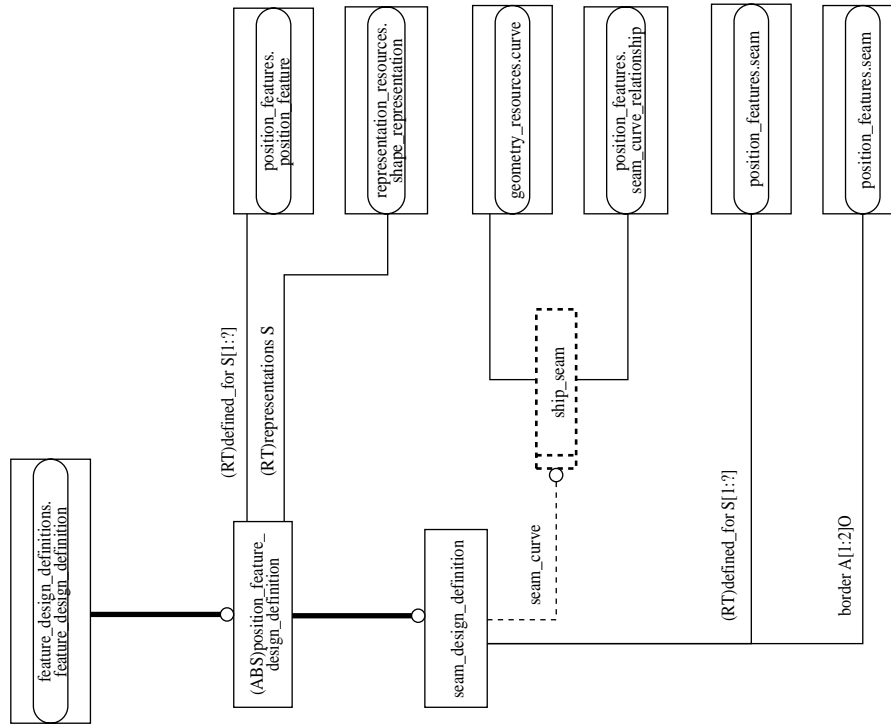 feature_design_definitions.
feature_design_definition
(ABS)position_feature_
design_definition
seam_design_definition
(RT)defined_for S[1:?]
(RT)representations S
seam_curve
ship_seam
(RT)defined_for S[1:?]
border A[1:2]O
position_features.
position_feature
representation_resources.
shape_representation
geometry_resources.curve
position_features.
seam_curve_relationship
position_features.seam
position_features.seam